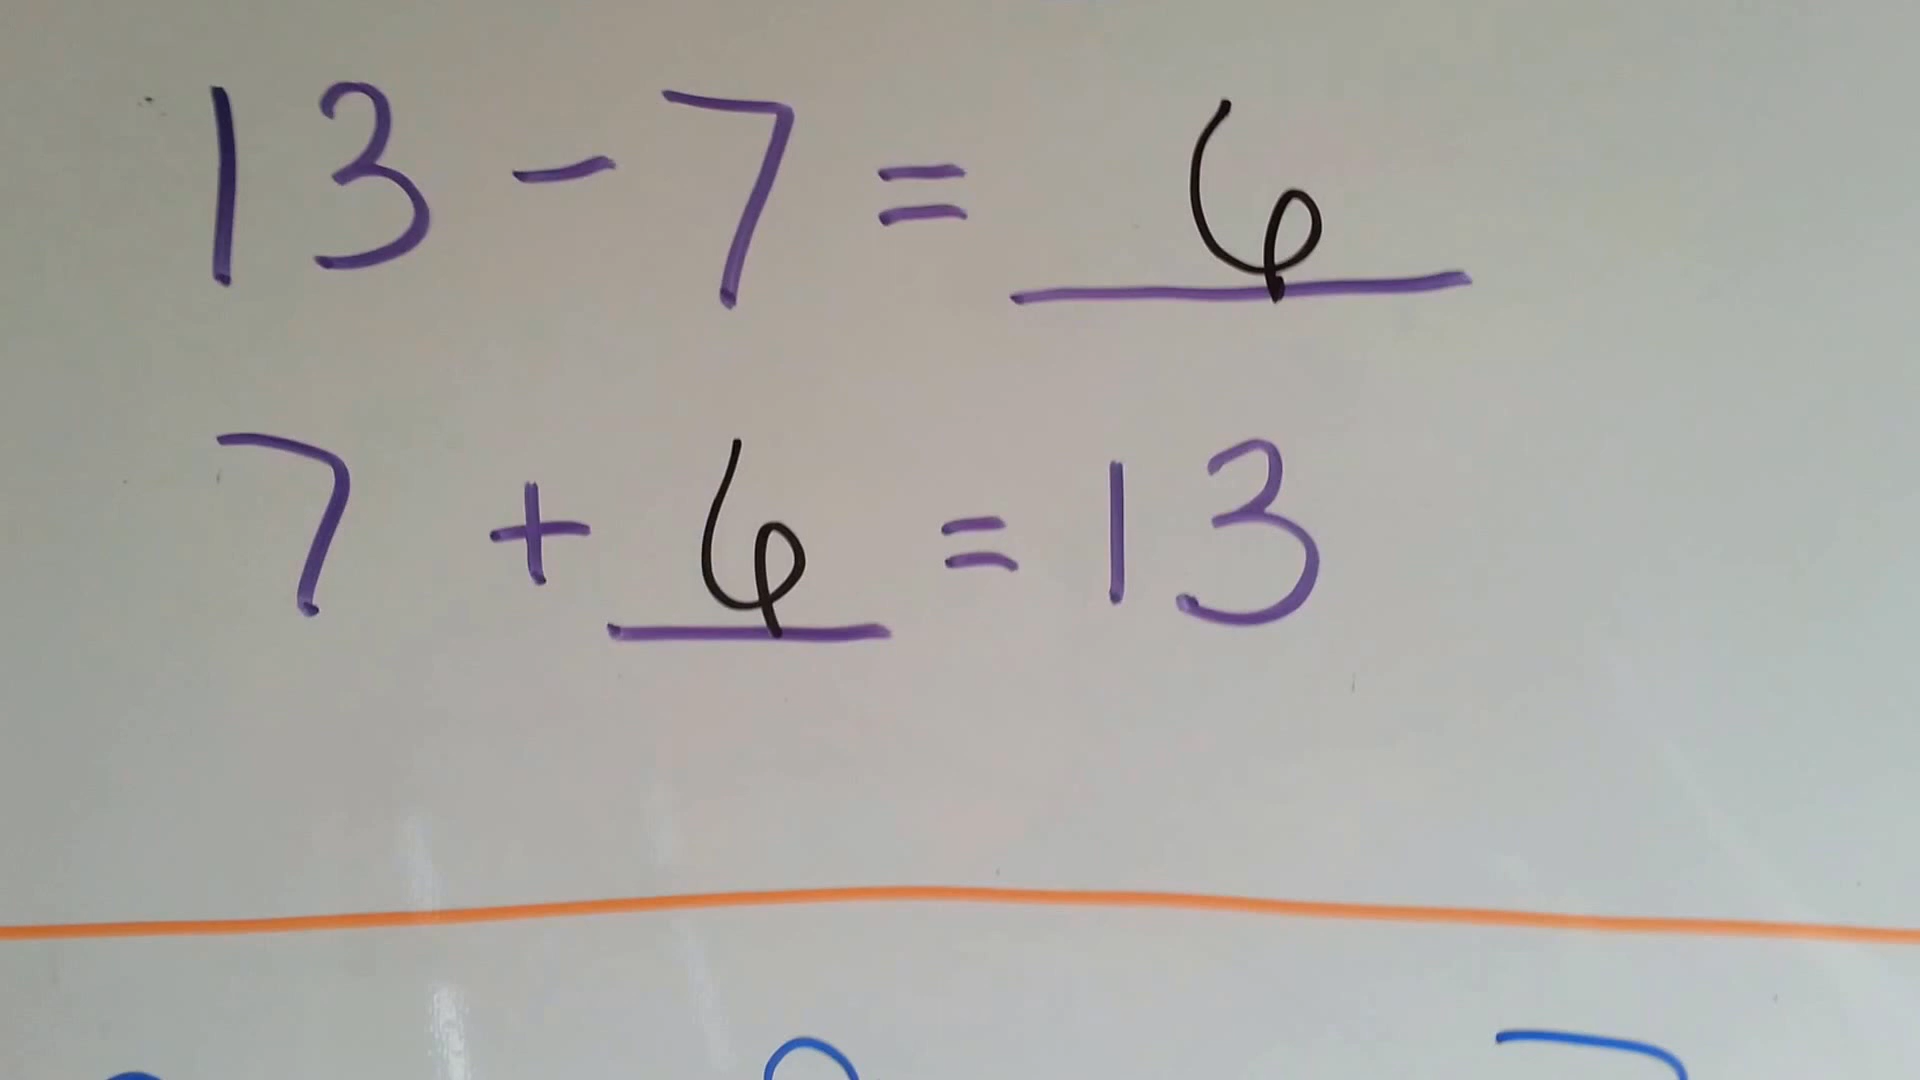 13 - 7 = 6
7 + 6 = 13